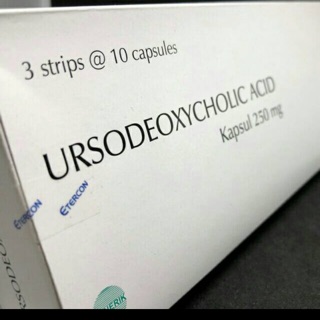 3 strips @ 10 capsules
URSODEOXYCHOLIC ACID
Kapsul 250 mg
ETERCON
ETERCON